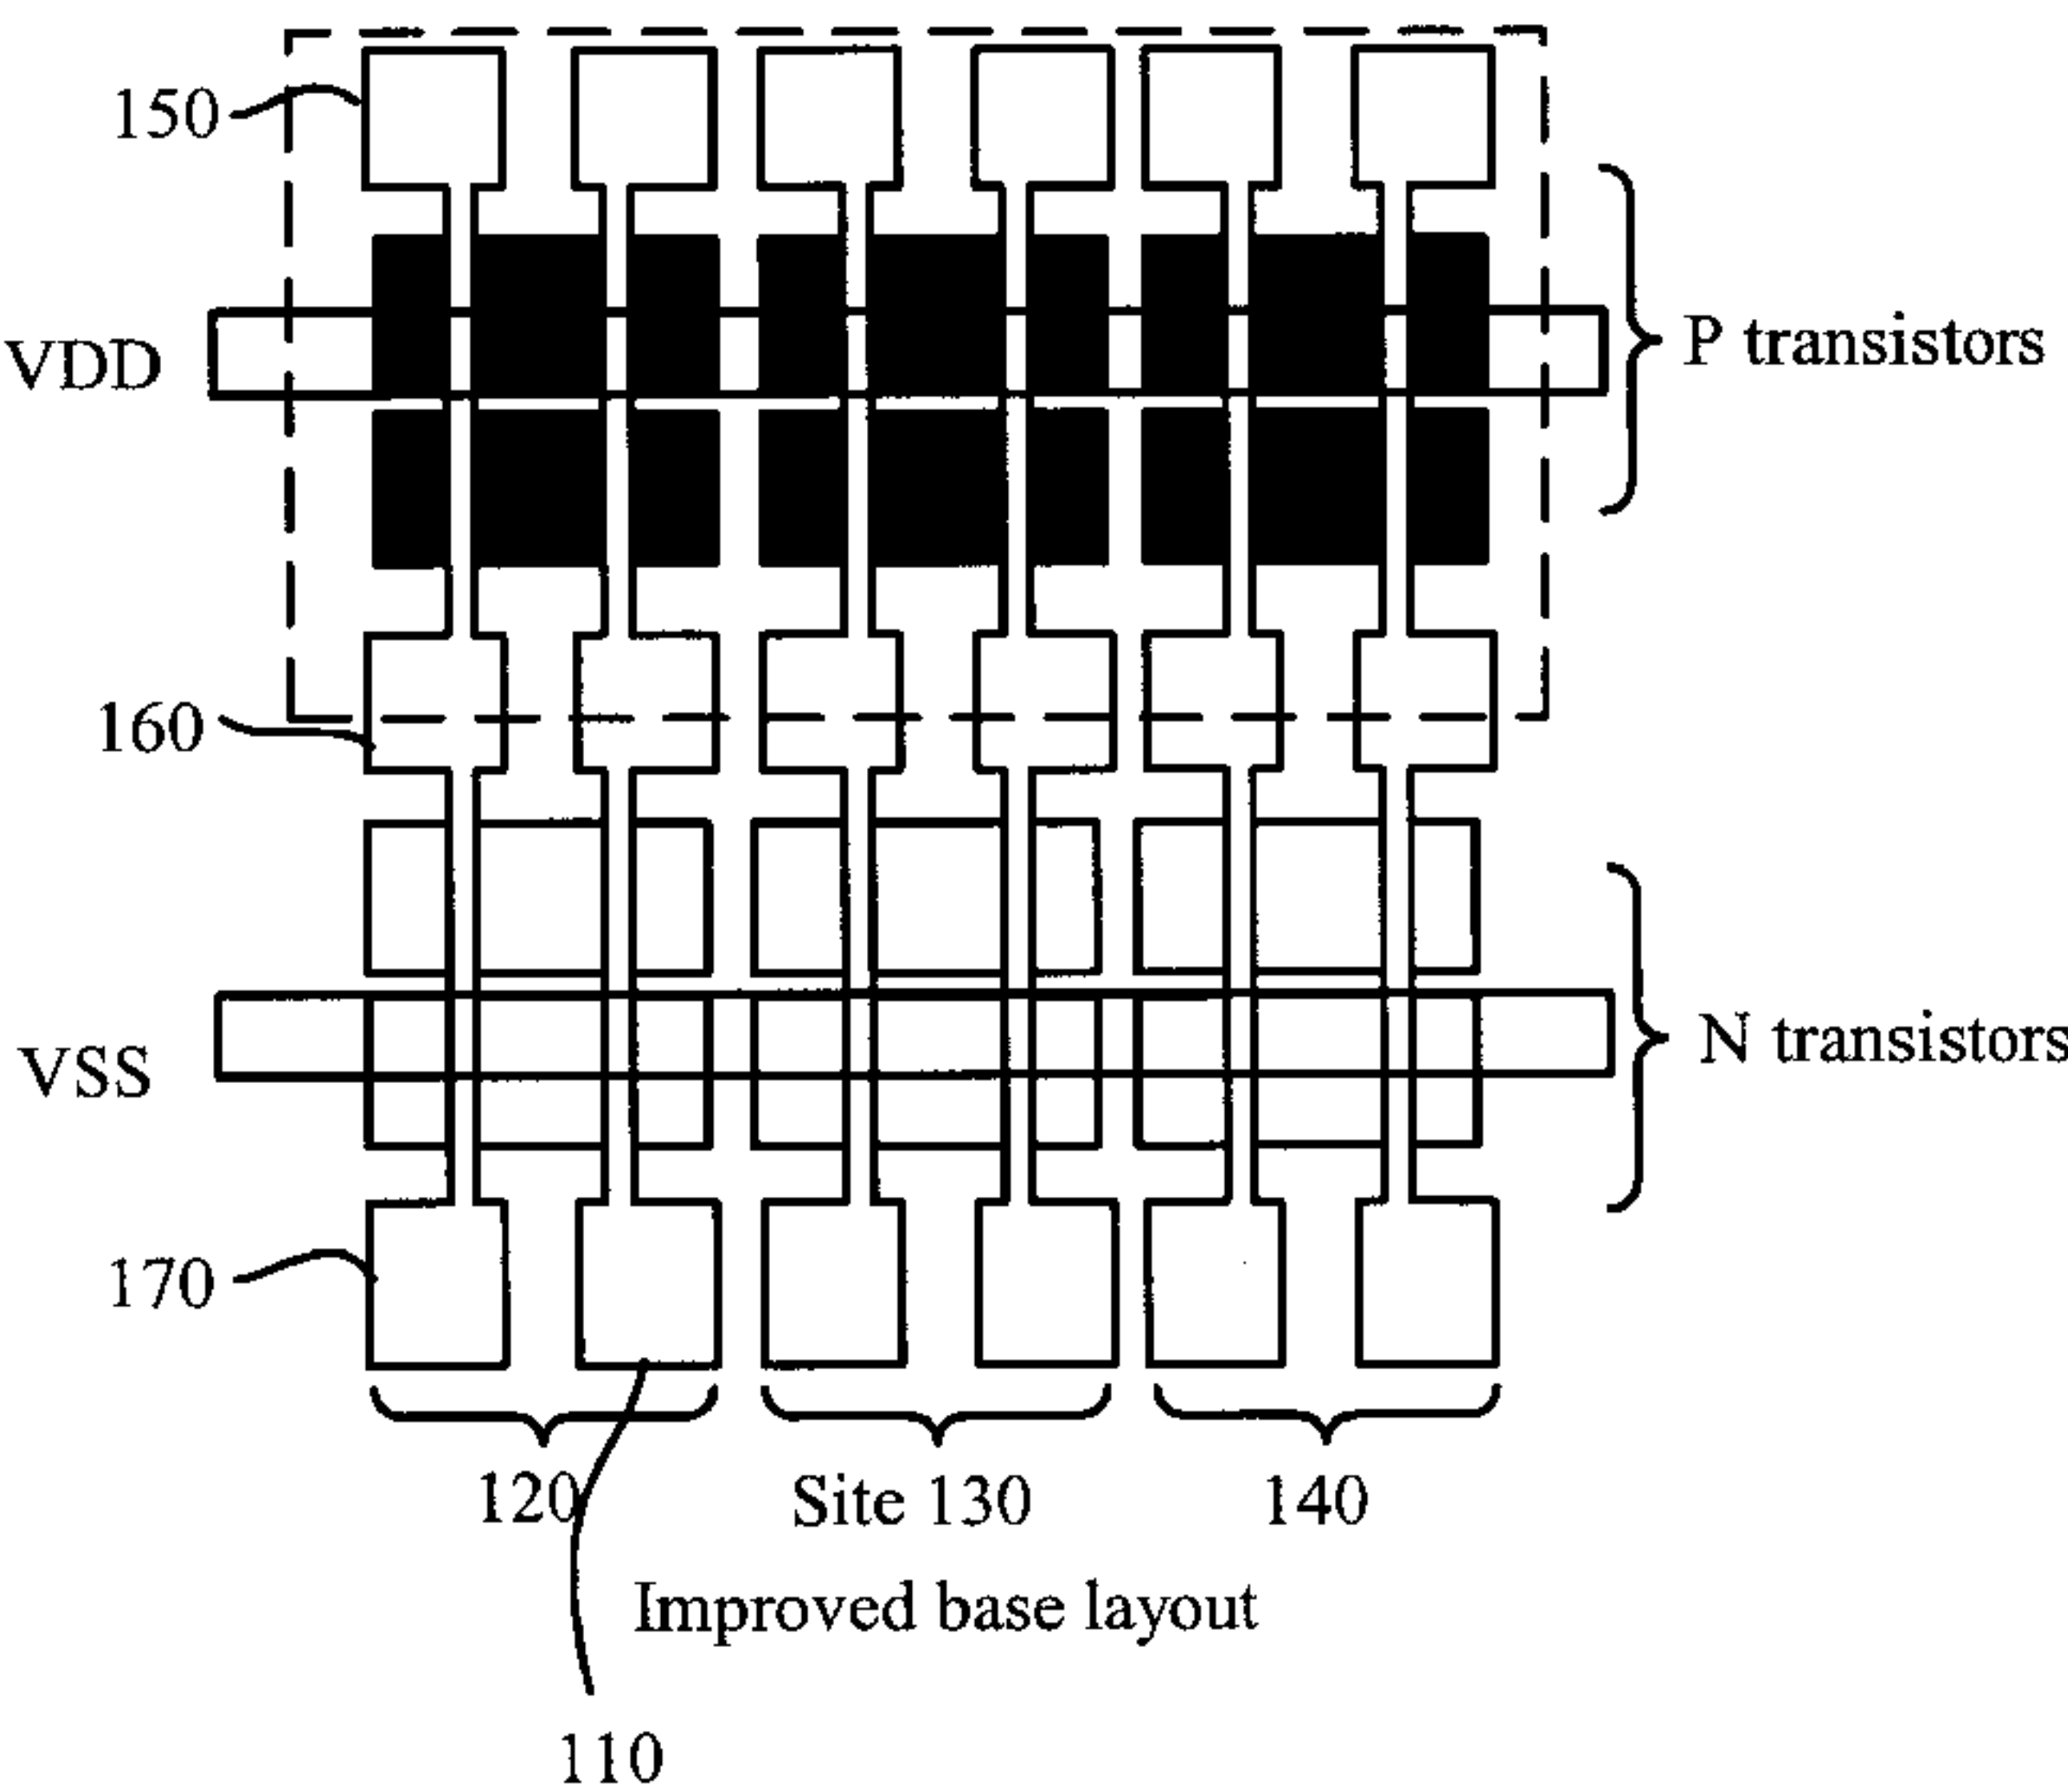 150
VDD
P transistors
160
N transistors
VSS
170
120
Site 130
140
Improved base layout
110